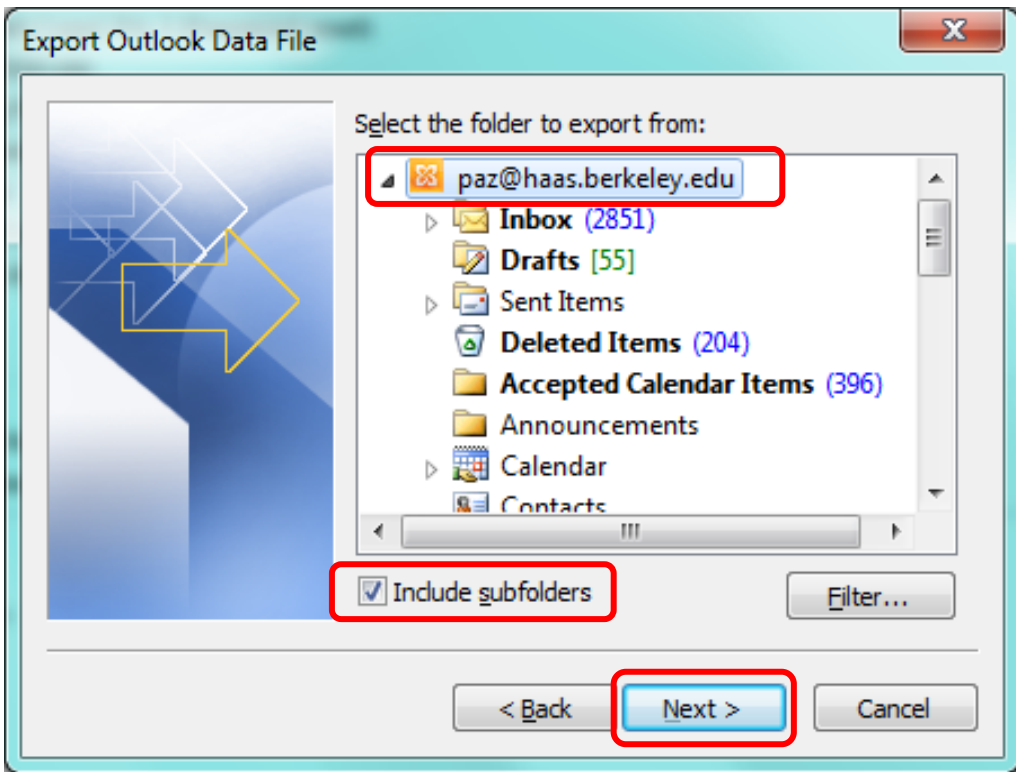 Export Outlook Data File
Select the folder to export from:
paz@haas.berkeley.edu
Inbox (2851)
Drafts [55]
Sent Items
Deleted Items (204)
Accepted Calendar Items (396)
Announcements
Calendar
Contacts
Include subfolders
Filter...
< Back Next > Cancel